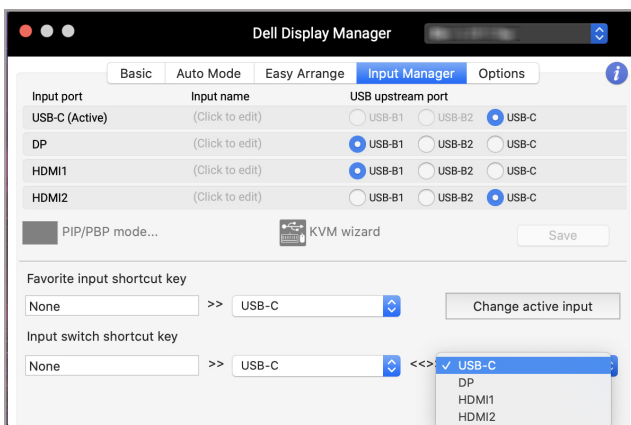 Dell Display Manager
Basic Auto Mode Easy Arrange Input Manager Options i
Input port Input name USB upstream port
USB-C (Active) (Click to edit) USB-B1 USB-B2 USB-C
DP (Click to edit) USB-B1 USB-B2 USB-C
HDMI1 (Click to edit) USB-B1 USB-B2 USB-C
HDMI2 (Click to edit) USB-B1 USB-B2 USB-C
PIP/PBP mode... KVM wizard Save
Favorite input shortcut key
None >> USB-C Change active input
Input switch shortcut key
None >> USB-C <<>> ✓ USB-C
DP
HDMI1
HDMI2